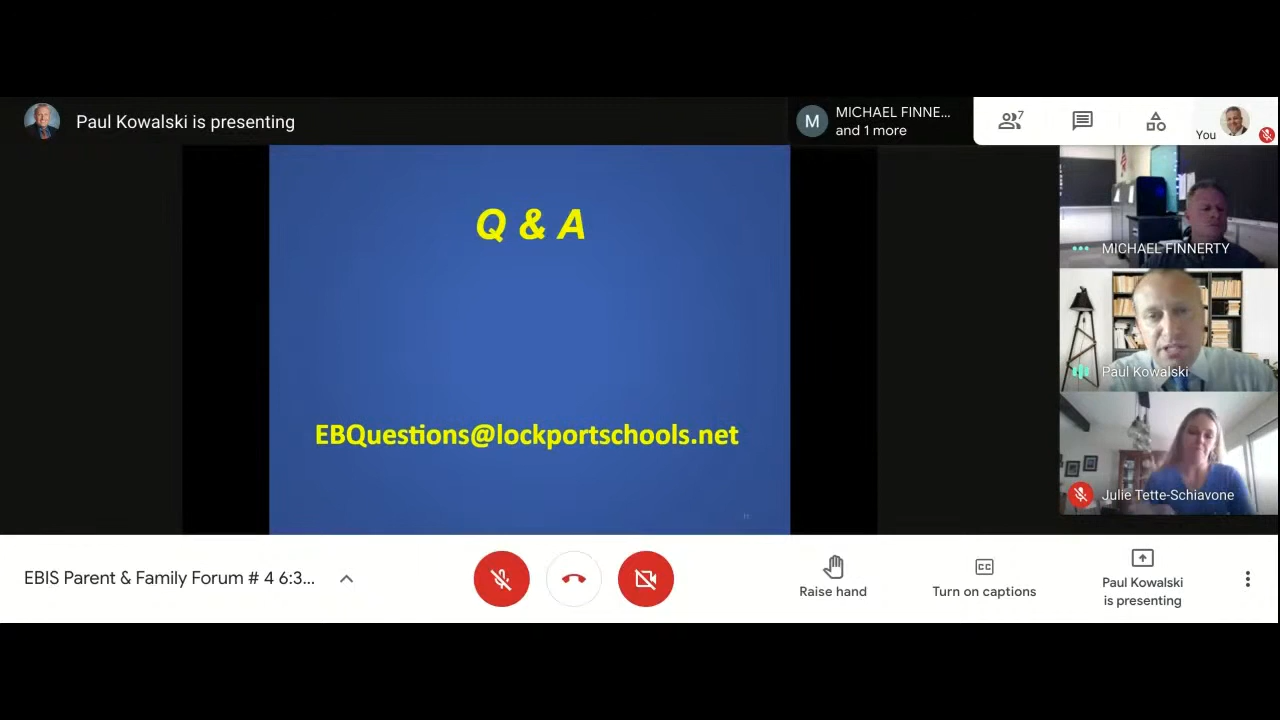 Paul Kowalski is presenting
M
MICHAEL FINNE...
and 1 more
7
You
Q & A
EBQuestions@lockportschools.net
MICHAEL FINNERTY
Paul Kowalski
Julie Tette-Schiavone
EBIS Parent & Family Forum # 4 6:3...
Raise hand
CC
Turn on captions
Paul Kowalski
is presenting